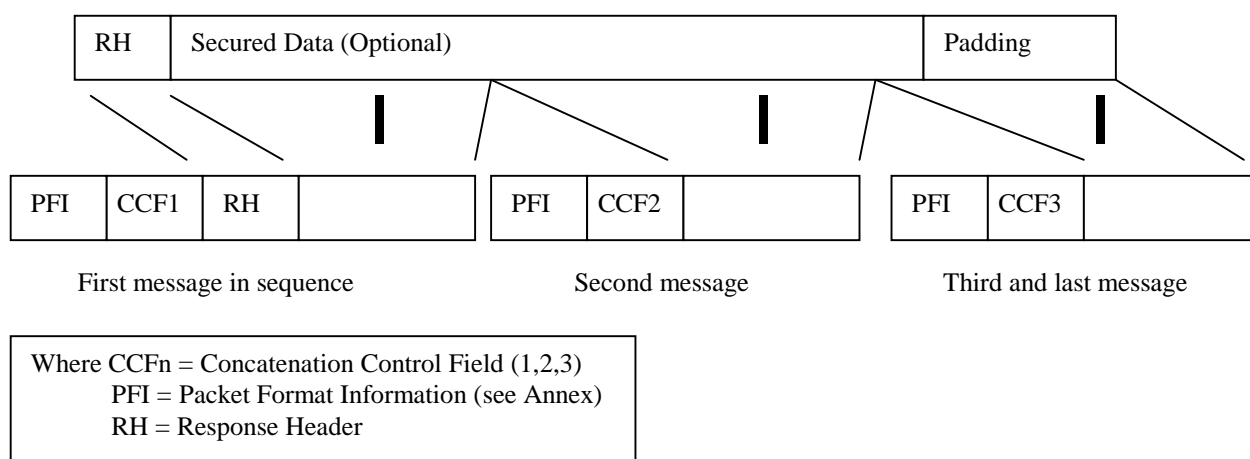 RH Secured Data (Optional) Padding
PFI CCF1 RH PFI CCF2 PFI CCF3
First message in sequence Second message Third and last message
Where CCFn = Concatenation Control Field (1,2,3)
PFI = Packet Format Information (see Annex)
RH = Response Header